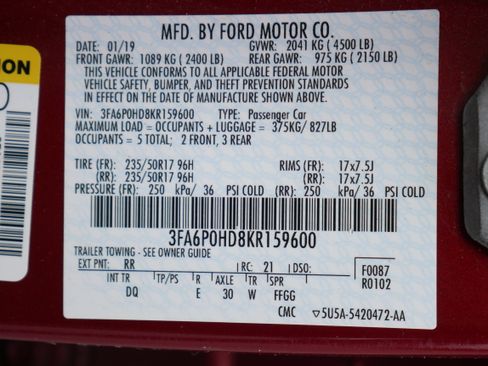 MFD. BY FORD MOTOR CO.
DATE: 01/19 GVWR: 2041 KG ( 4500 LB)
FRONT GAWR: 1089 KG ( 2400 LB) REAR GAWR: 975 KG ( 2150 LB)
THIS VEHICLE CONFORMS TO ALL APPLICABLE FEDERAL MOTOR
VEHICLE SAFETY, BUMPER, AND THEFT PREVENTION STANDARDS IN EFFECT
ON THE DATE OF MANUFACTURE SHOWN ABOVE.
VIN: 3FA6P0HD8KR159600 TYPE: Passenger Car
MAXIMUM LOAD = OCCUPANTS + LUGGAGE = 375KG/ 827LB
OCCUPANTS = 5 TOTAL: 2 FRONT, 3 REAR
TIRE (FR): 235/50R17 96H RIMS (FR): 17x7.5J
(RR): 235/50R17 96H (RR): 17x7.5J
PRESSURE (FR): 250 kPa/ 36 PSI COLD (RR): 250 kPa/ 36 PSI COLD
3FA6P0HD8KR159600
TRAILER TOWING - SEE OWNER GUIDE
EXT PNT: RR RC: 21 DSO: F0087
R0102
INT TR TP/PS R AXLE TR SPR
DQ E 30 W FFGG
CMC ▽5U5A-5420472-AA